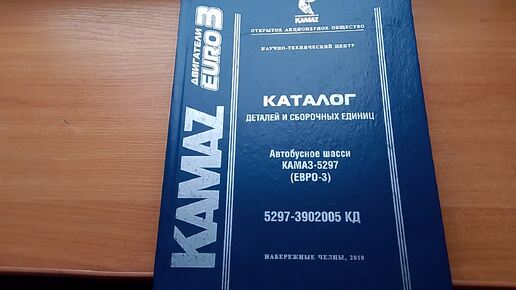 KAMAZ
ДВИГАТЕЛИ
EURO 3
KAMAZ
ОТКРЫТОЕ АКЦИОНЕРНОЕ ОБЩЕСТВО
НАУЧНО-ТЕХНИЧЕСКИЙ ЦЕНТР
КАТАЛОГ
ДЕТАЛЕЙ И СБОРОЧНЫХ ЕДИНИЦ
Автобусное шасси
КАМАЗ-5297
(ЕВРО-3)
5297-3902005 КД
НАБЕРЕЖНЫЕ ЧЕЛНЫ, 2010